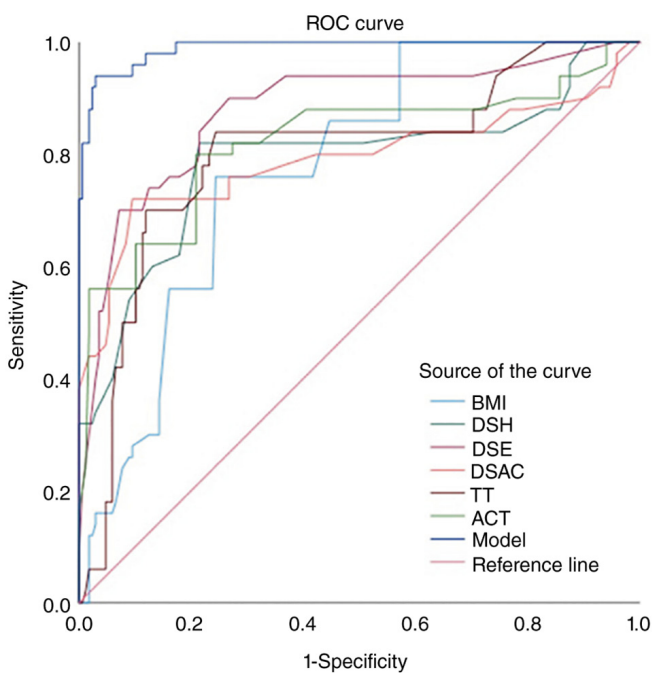 ROC curve
1.0
0.8
0.6
0.4
0.2
0.0
Sensitivity
Source of the curve
BMI
DSH
DSE
DSAC
TT
ACT
Model
Reference line
0.0 0.2 0.4 0.6 0.8 1.0
1-Specificity